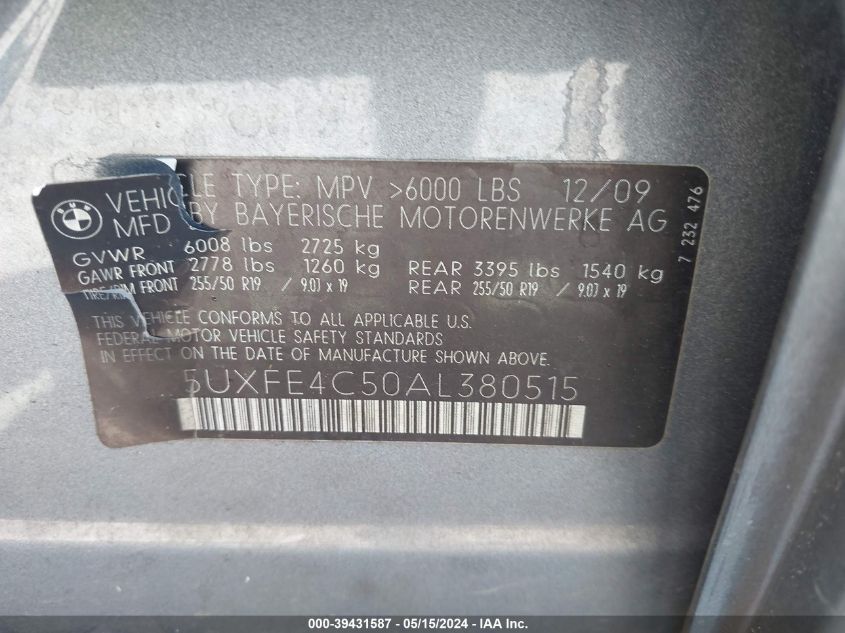 BMW
VEHICLE TYPE: MPV >6000 LBS 12/09
MFD BY BAYERISCHE MOTORENWERKE AG
GVWR 6008 lbs 2725 kg
GAWR FRONT 2778 lbs 1260 kg REAR 3395 lbs 1540 kg
TIRE/RIM FRONT 255/50 R19 / 9.0J x 19 REAR 255/50 R19 / 9.0J x 19
THIS VEHICLE CONFORMS TO ALL APPLICABLE U.S.
FEDERAL MOTOR VEHICLE SAFETY STANDARDS
IN EFFECT ON THE DATE OF MANUFACTURE SHOWN ABOVE.
5UXFE4C50AL380515
7 232 476
000-39431587 - 05/15/2024 - IAA Inc.